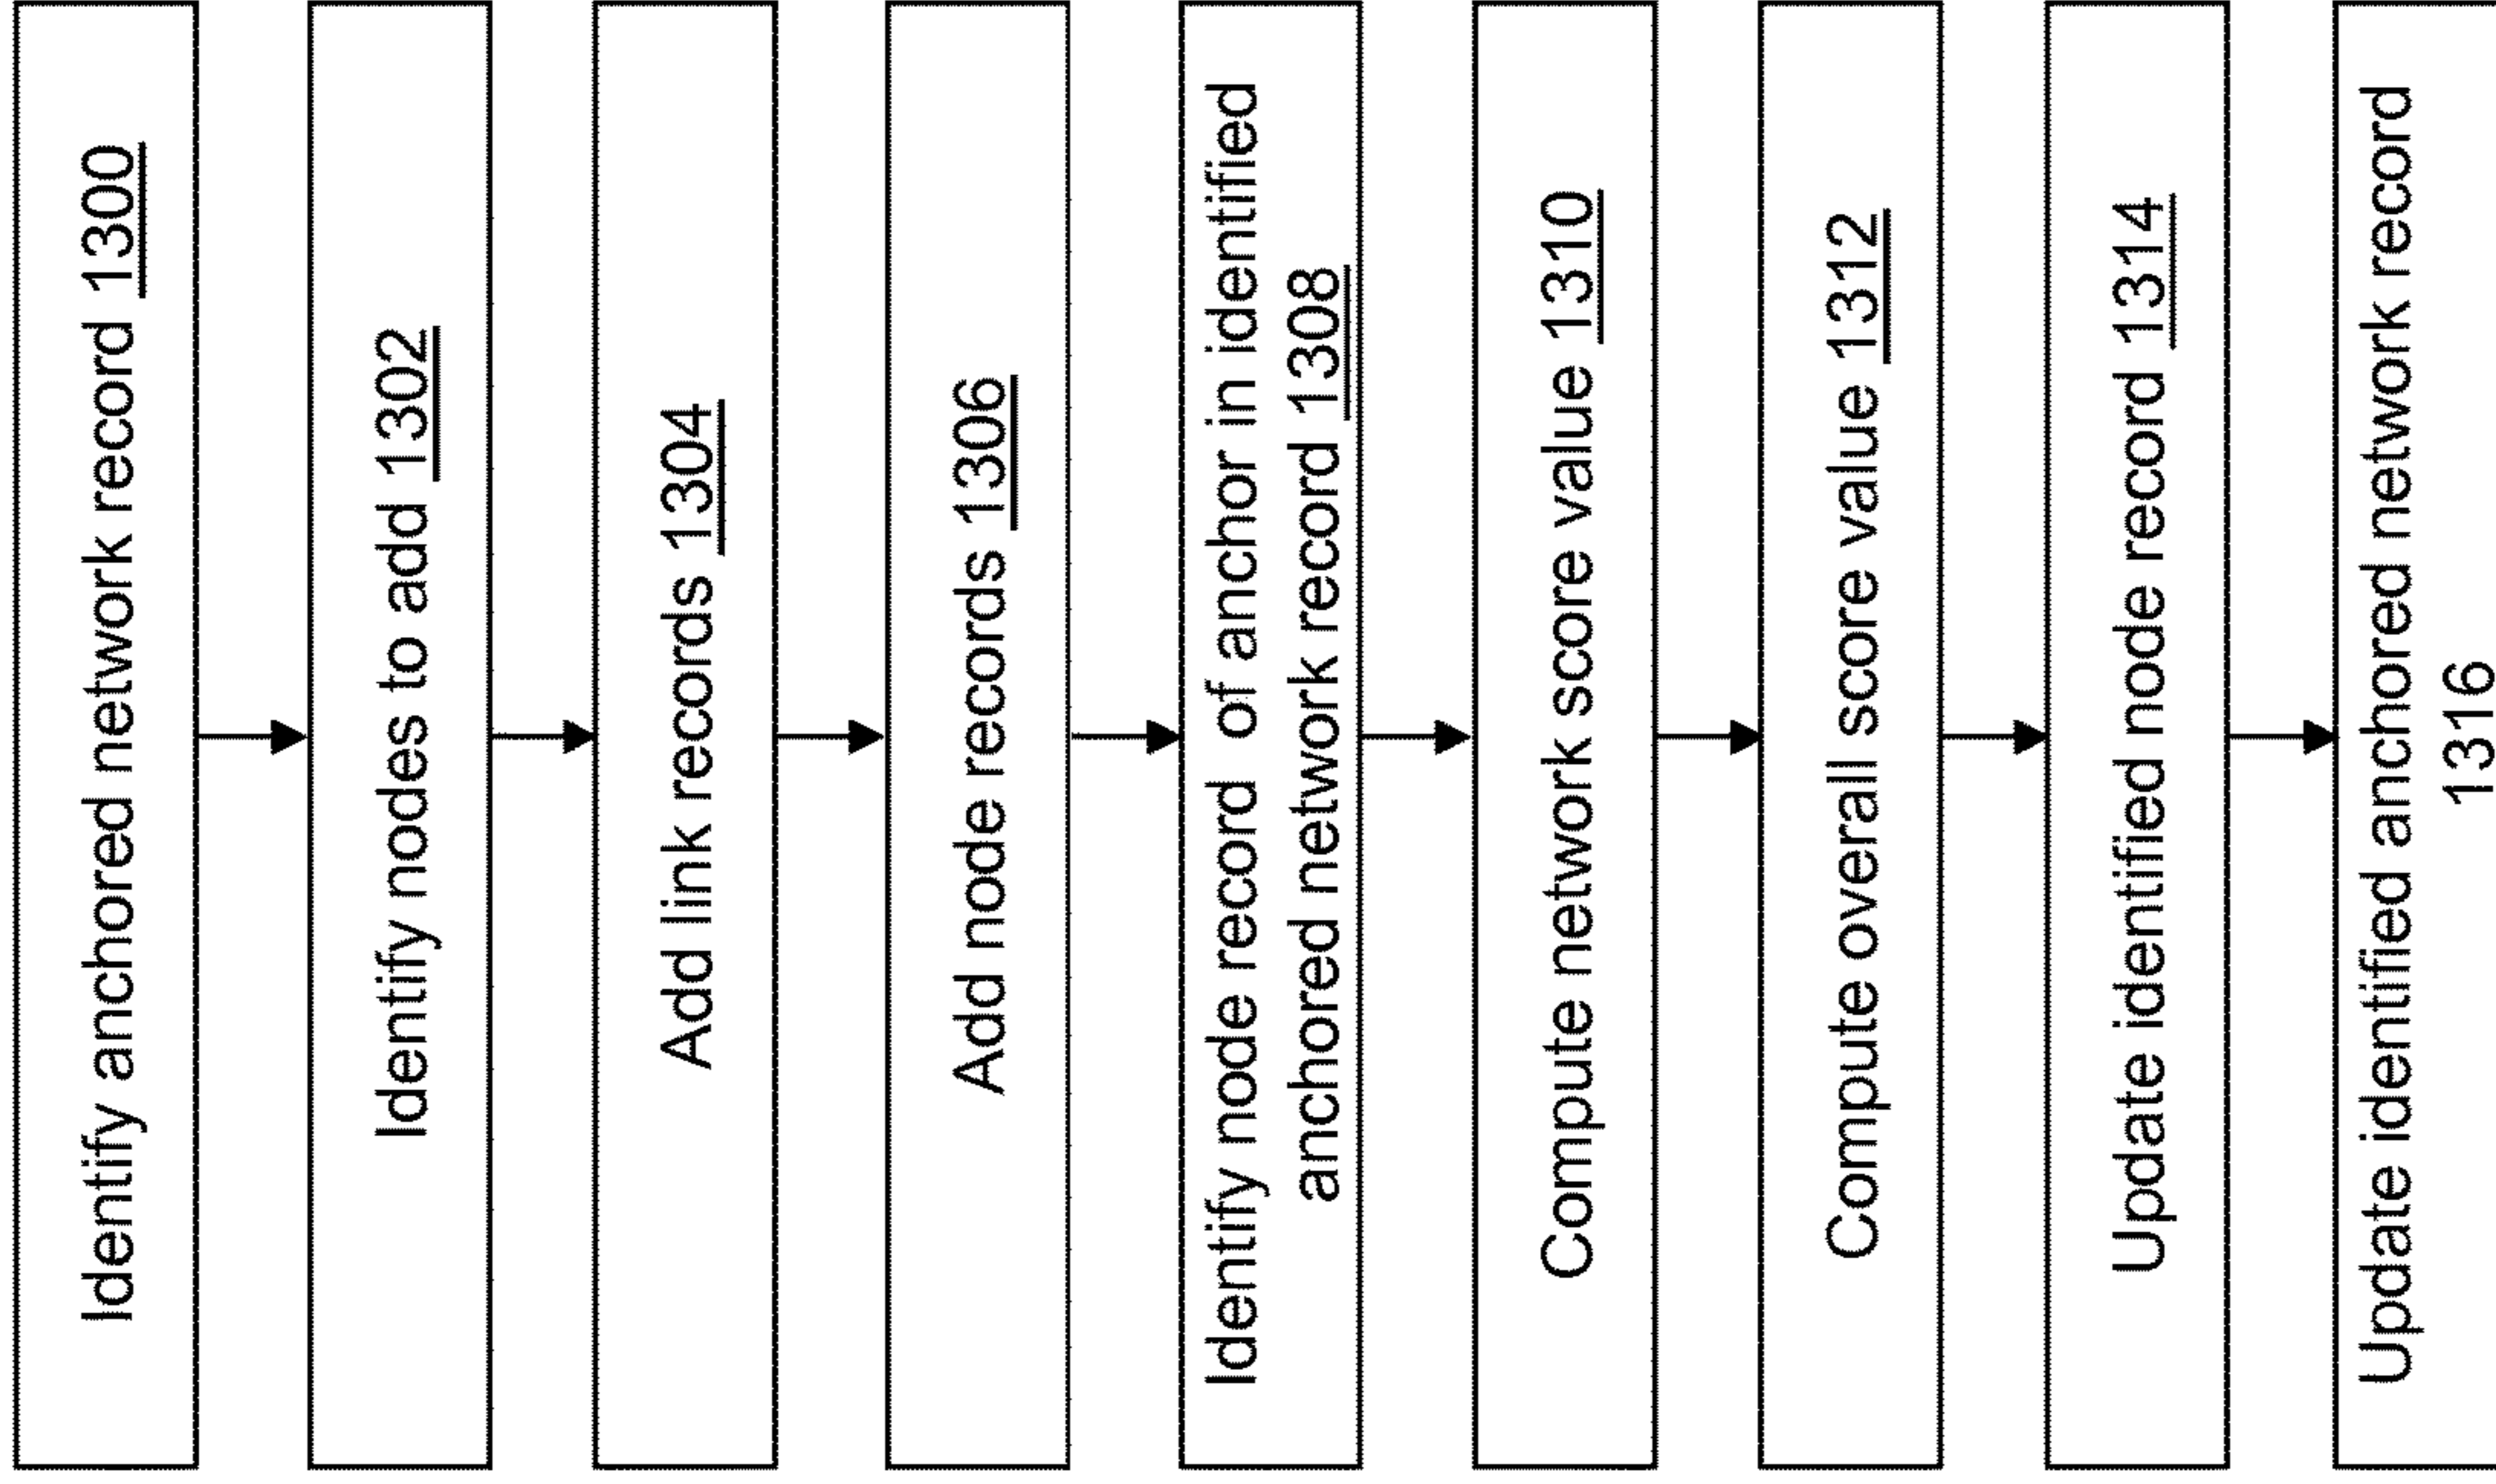 Identify anchored network record 1300
Identify nodes to add 1302
Add link records 1304
Add node records 1306
Identify node record of anchor in identified
anchored network record 1308
Compute network score value 1310
Compute overall score value 1312
Update identified node record 1314
Update identified anchored network record
1316